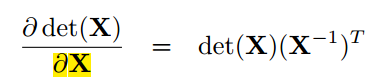 ∂ det(X) / ∂X = det(X)(X⁻¹)ᵀ